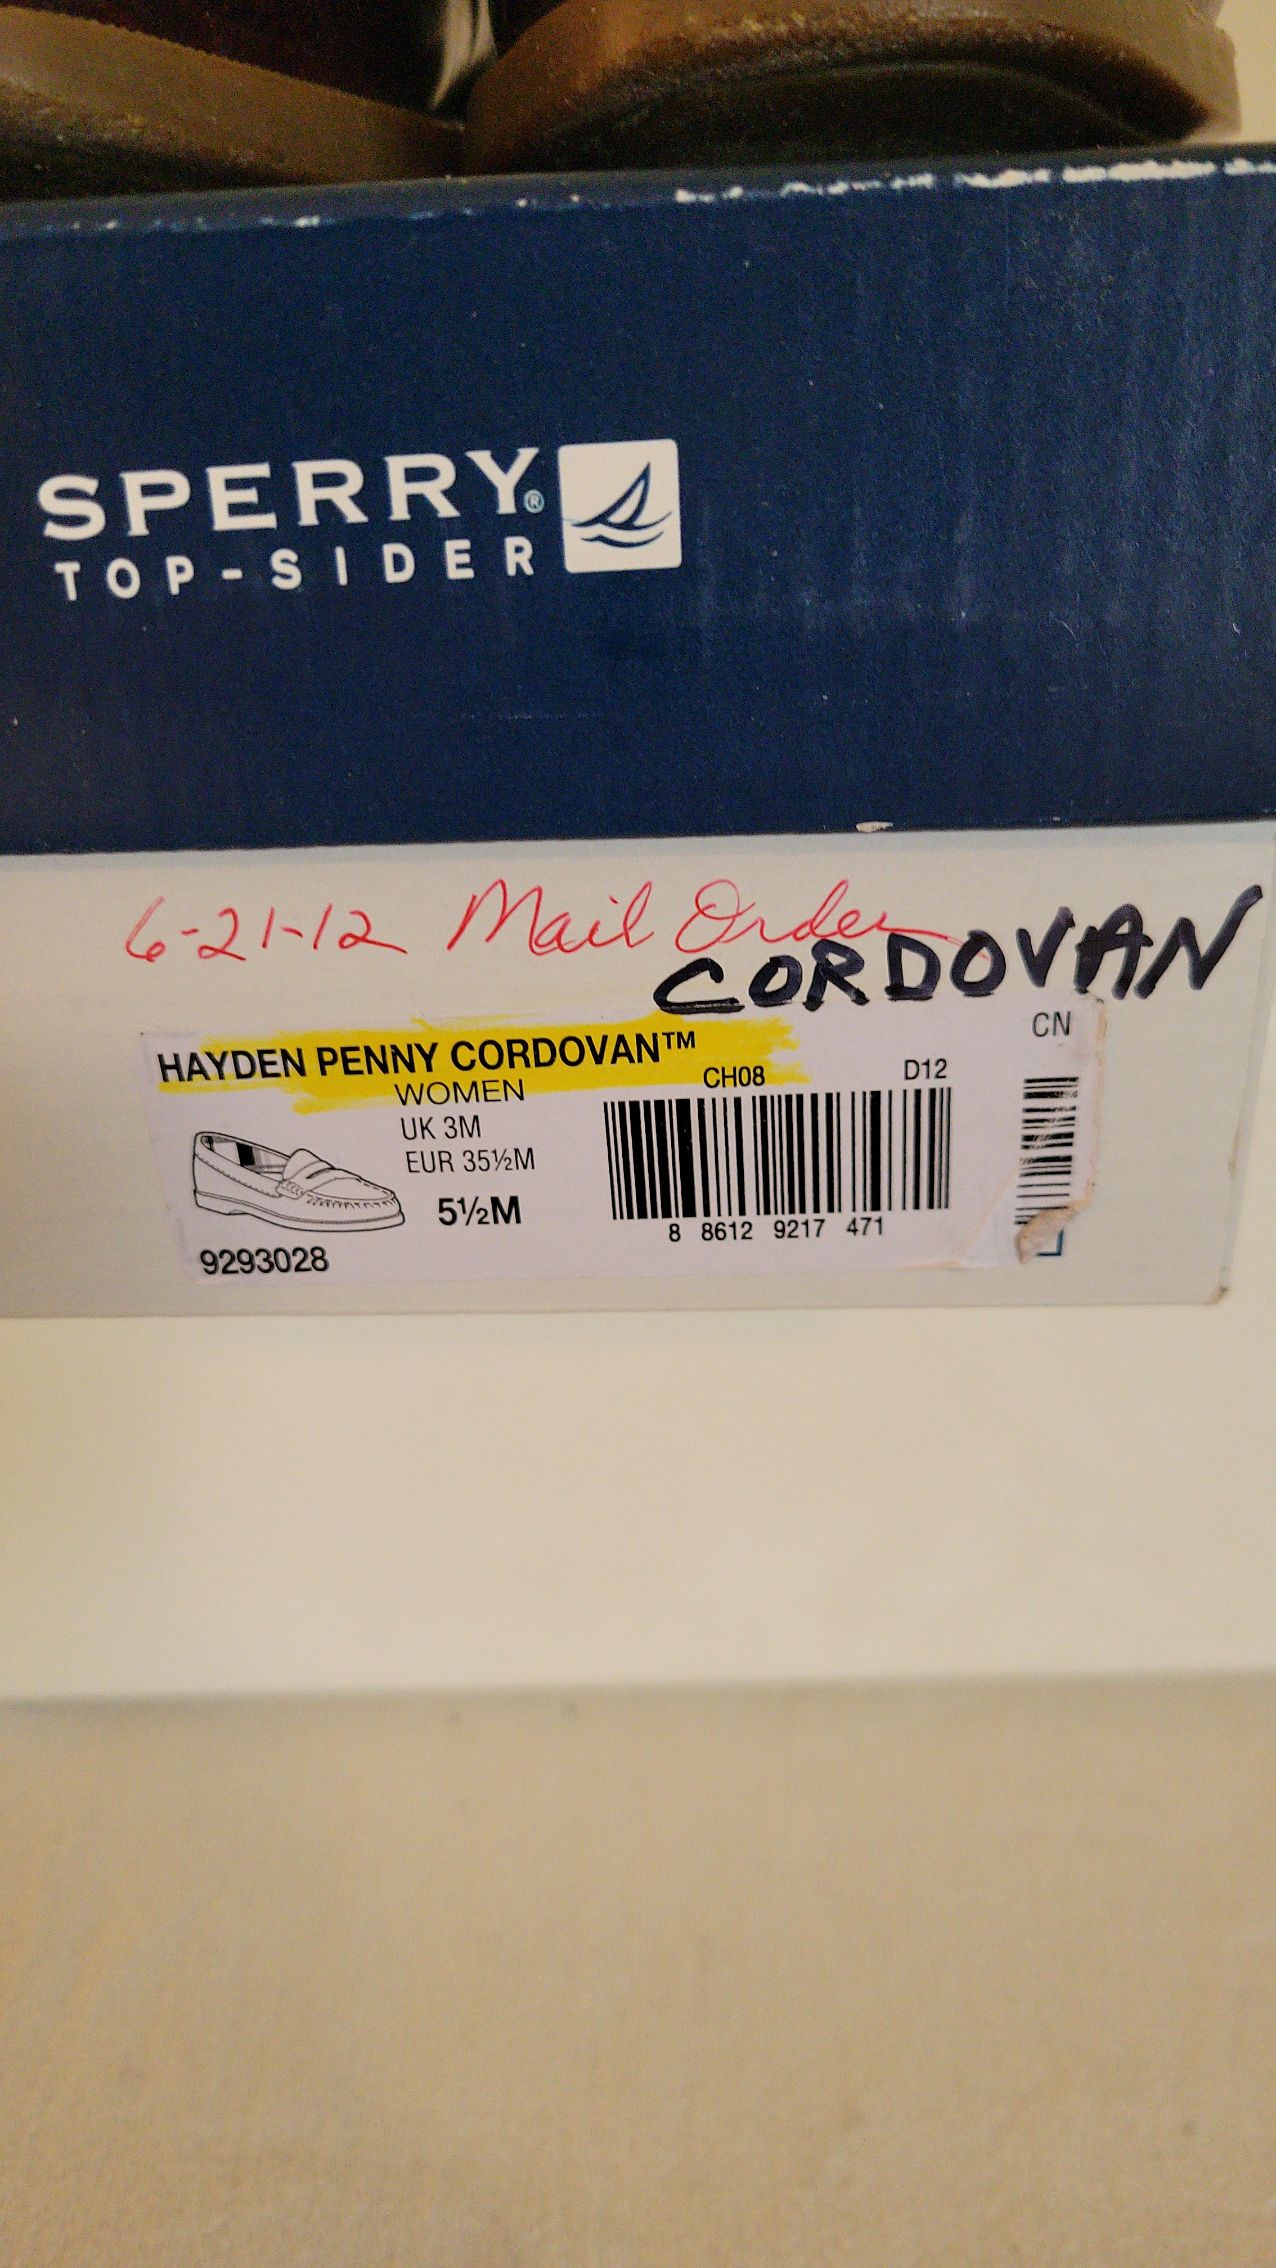 SPERRY®
TOP-SIDER
6-21-12 Mail Order
CORDOVAN
HAYDEN PENNY CORDOVAN™
CN
WOMEN
CH08
D12
UK 3M
EUR 35½M
5½M
8 8612 9217 471
9293028